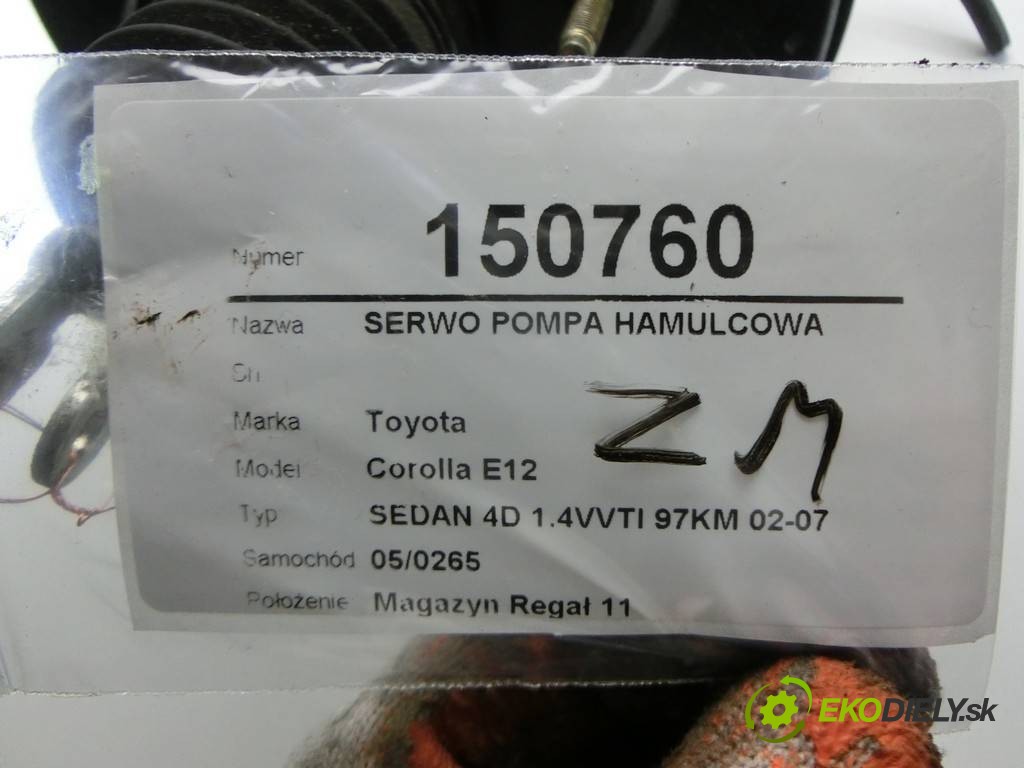 Numer 150760
Nazwa SERWO POMPA HAMULCOWA
Sn
Marka Toyota
Model Corolla E12
Typ SEDAN 4D 1.4VVTI 97KM 02-07
Samochód 05/0265
Położenie Magazyn Regał 11
ZM
EKODIELY.sk